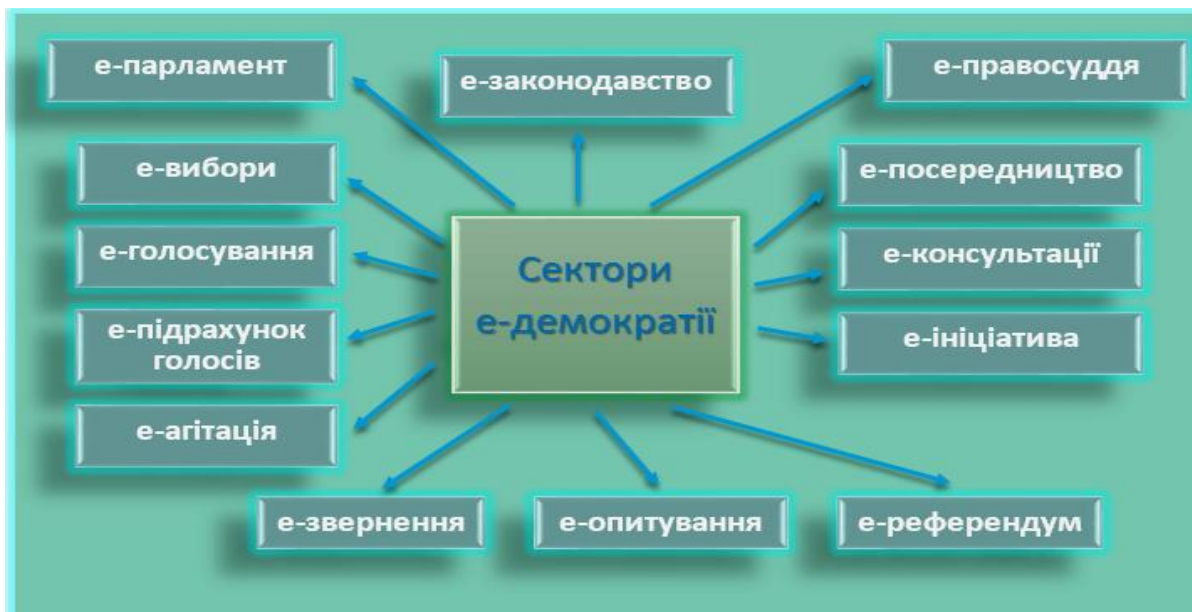 е-парламент
е-законодавство
е-правосуддя
е-вибори
е-посередництво
е-голосування
е-консультації
Сектори
е-демократії
е-підрахунок
голосів
е-ініціатива
е-агітація
е-звернення
е-опитування
е-референдум